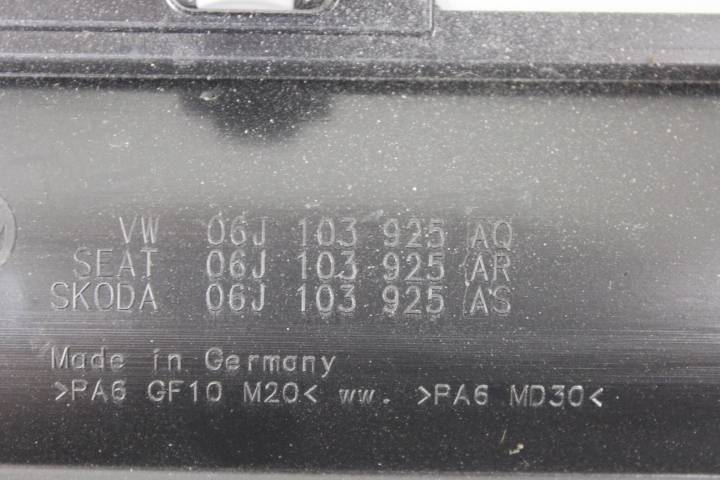 VW 06J 103 925 AQ
SEAT 06J 103 925 AR
SKODA 06J 103 925 AS
Made in Germany
>PA6 GF10 M20< ww. >PA6 MD30<